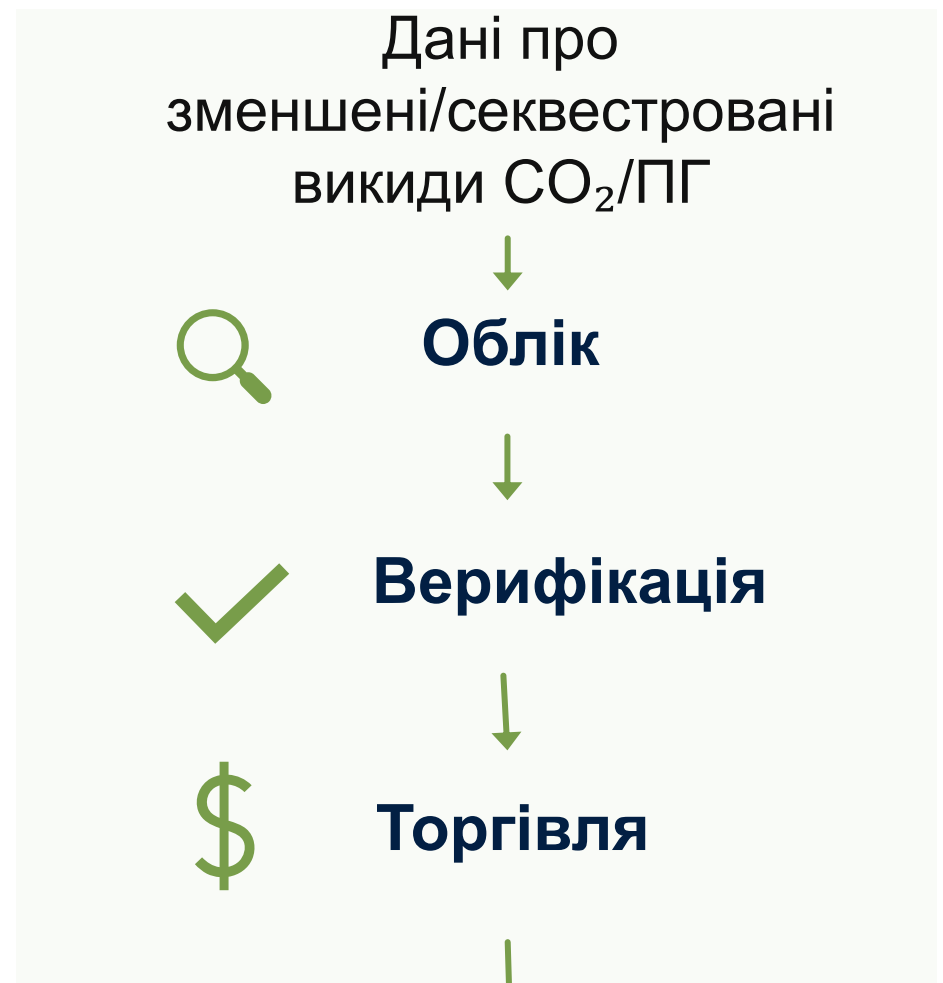 Дані про
зменшені/секвестровані
викиди CO₂/ПГ
Облік
Верифікація
$ Торгівля